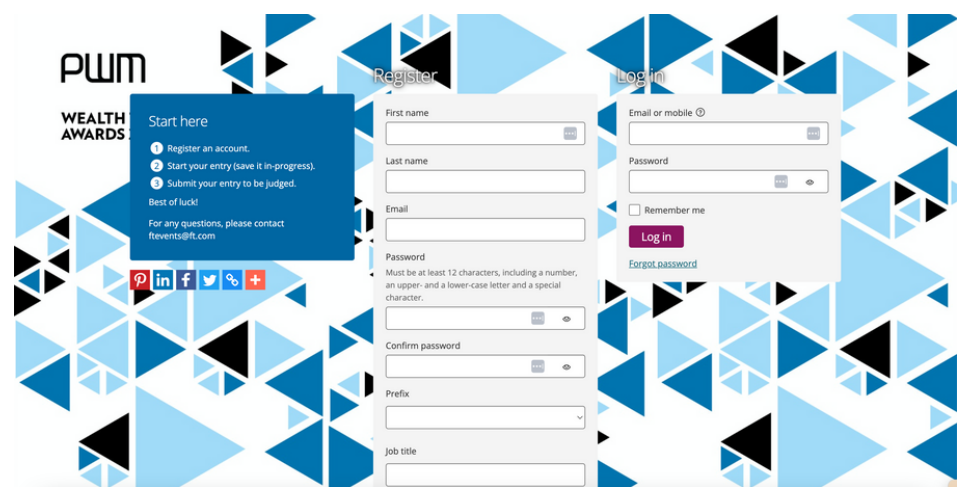 PWM
WEALTH
AWARDS
Start here
1 Register an account.
2 Start your entry (save it in-progress).
3 Submit your entry to be judged.
Best of luck!
For any questions, please contact
ftevents@ft.com
Register
First name
Last name
Email
Password
Must be at least 12 characters, including a number,
an upper- and a lower-case letter and a special
character.
Confirm password
Prefix
Job title
Log in
Email or mobile
Password
Remember me
Log in
Forgot password